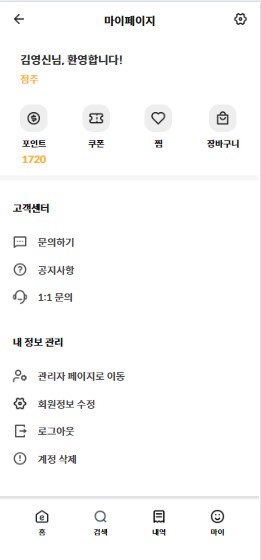 마이페이지
김영신님, 환영합니다!
점주
포인트 쿠폰 찜 장바구니
1720
고객센터
문의하기
공지사항
1:1 문의
내 정보 관리
관리자 페이지로 이동
회원정보 수정
로그아웃
계정 삭제
홈 검색 내역 마이